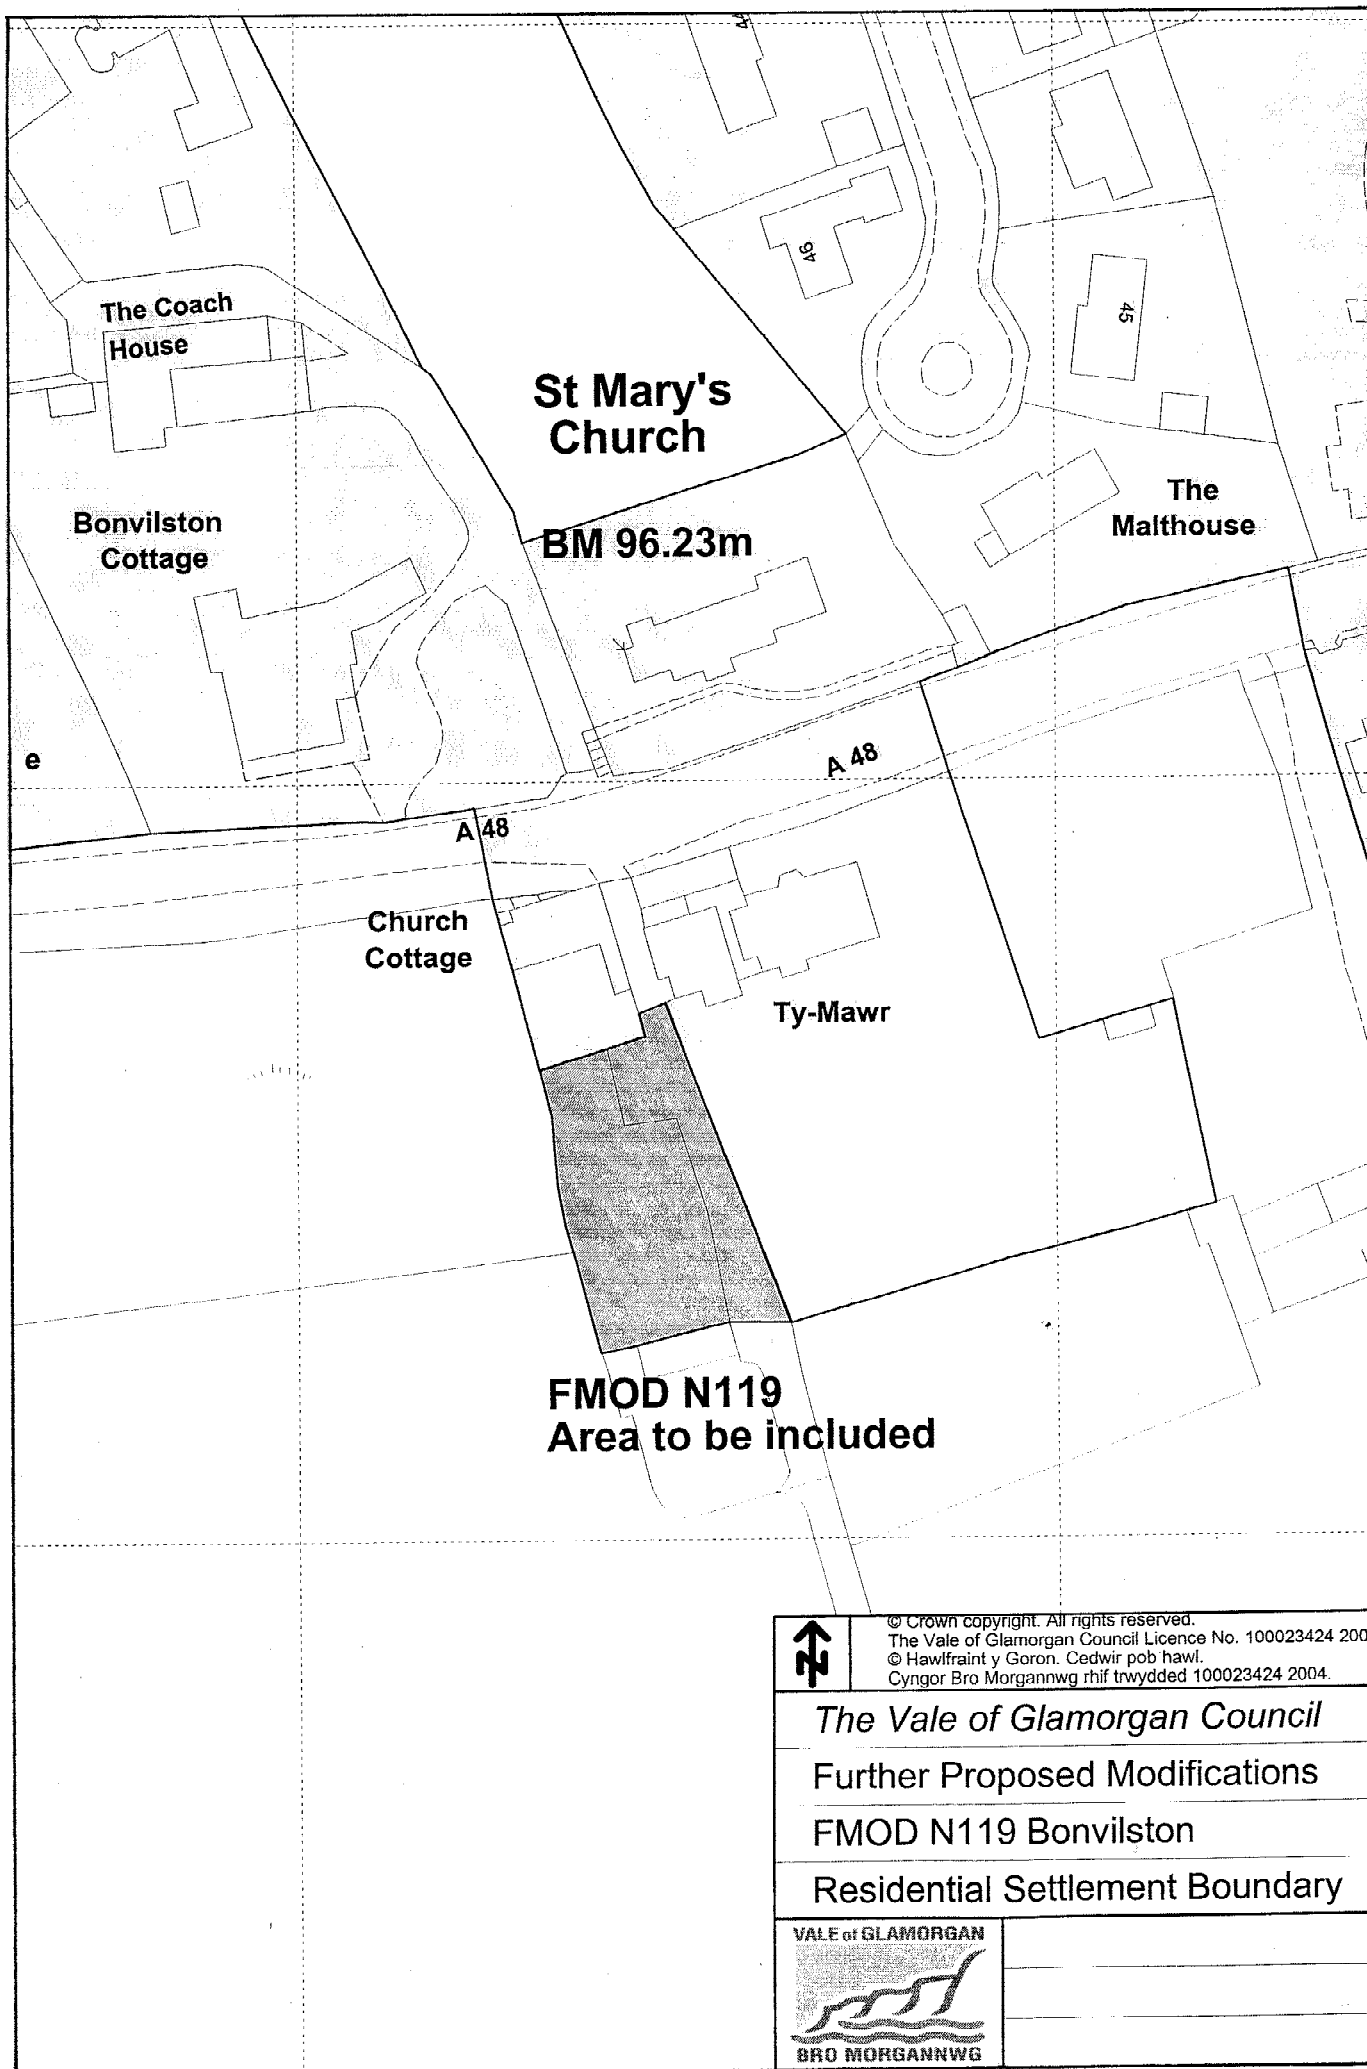 46
45
The Coach
House
St Mary's
Church
The
Malthouse
Bonvilston
Cottage
BM 96.23m
e
A 48
A 48
Church
Cottage
Ty-Mawr
FMOD N119
Area to be included
N
© Crown copyright. All rights reserved.
The Vale of Glamorgan Council Licence No. 100023424 200
© Hawlfraint y Goron. Cedwir pob hawl.
Cyngor Bro Morgannwg rhif trwydded 100023424 2004.
The Vale of Glamorgan Council
Further Proposed Modifications
FMOD N119 Bonvilston
Residential Settlement Boundary
VALE of GLAMORGAN
BRO MORGANNWG